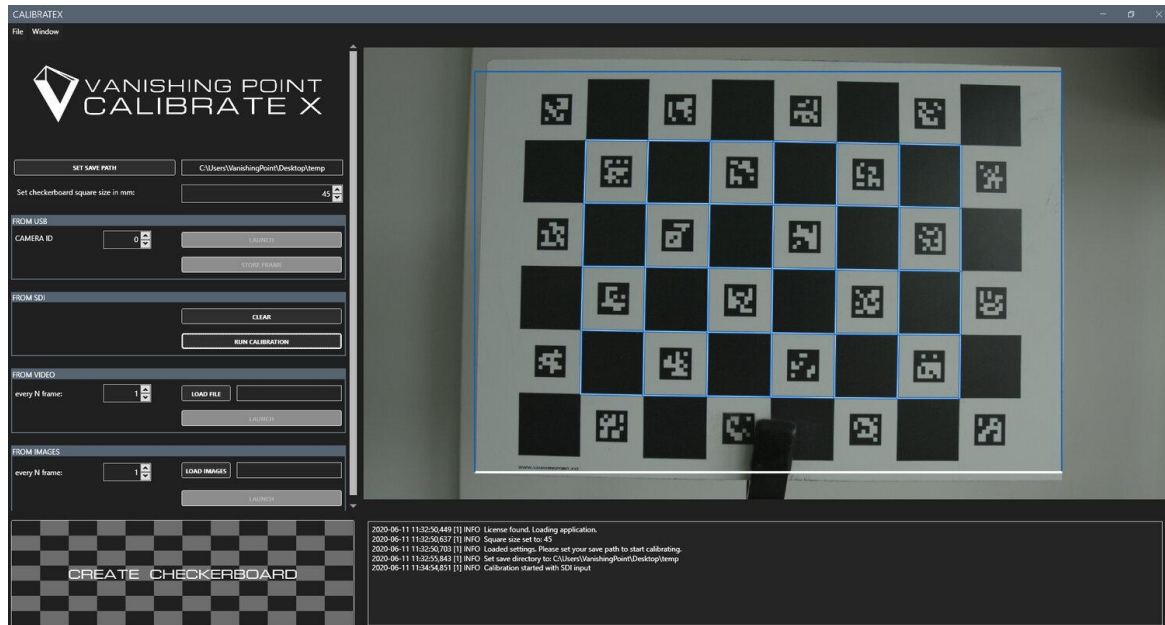 CALIBRATEX
File Window
VANISHING POINT
CALIBRATE X
SET SAVE PATH
C:\Users\VanishingPoint\Desktop\temp
Set checkerboard square size in mm:
45
FROM USB
CAMERA ID
0
LAUNCH
STORE FRAME
FROM SDI
CLEAR
RUN CALIBRATION
FROM VIDEO
every N frame:
1
LOAD FILE
LAUNCH
FROM IMAGES
every N frame:
1
LOAD IMAGES
LAUNCH
CREATE CHECKERBOARD
2020-06-11 11:32:50,449 [1] INFO License found. Loading application.
2020-06-11 11:32:50,637 [1] INFO Square size set to: 45
2020-06-11 11:32:50,703 [1] INFO Loaded settings. Please set your save path to start calibrating.
2020-06-11 11:32:55,843 [1] INFO Set save directory to: C:\Users\VanishingPoint\Desktop\temp
2020-06-11 11:34:54,851 [1] INFO Calibration started with SDI input